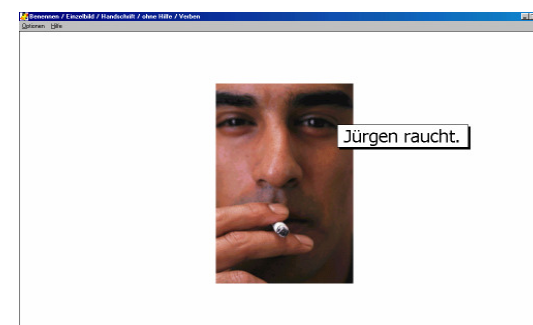 Benennen / Einzelbild / Handschrift / ohne Hilfe / Verben
Optionen Hilfe
Jürgen raucht.